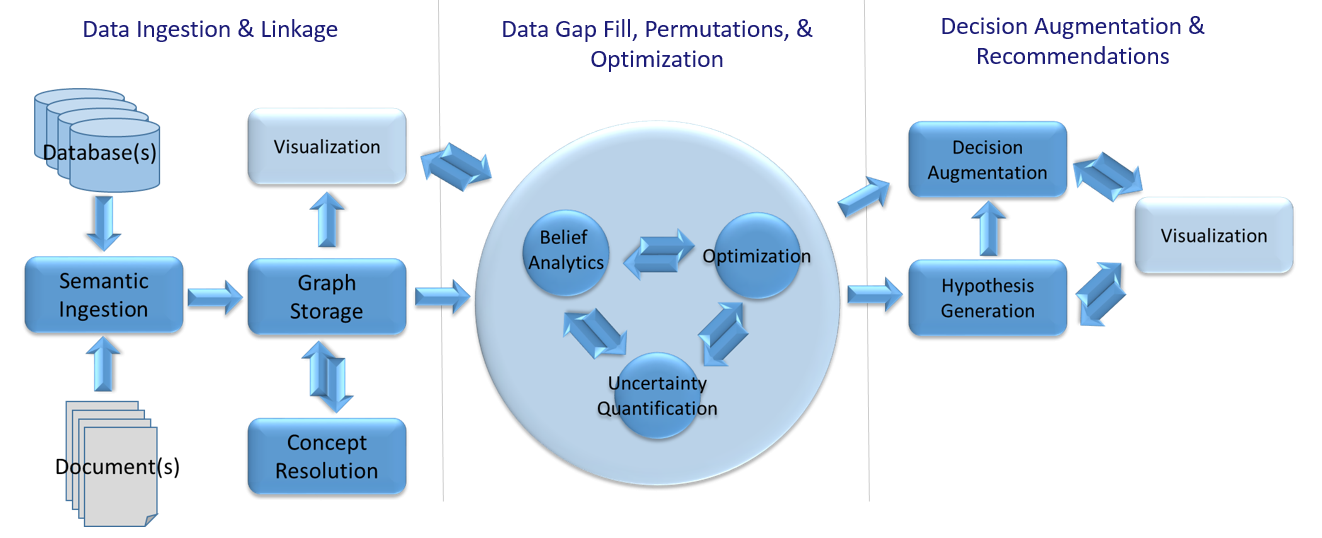 Data Ingestion & Linkage
Data Gap Fill, Permutations, &
Optimization
Decision Augmentation &
Recommendations
Database(s)
Visualization
Semantic
Ingestion
Graph
Storage
Document(s)
Concept
Resolution
Belief
Analytics
Optimization
Uncertainty
Quantification
Decision
Augmentation
Visualization
Hypothesis
Generation